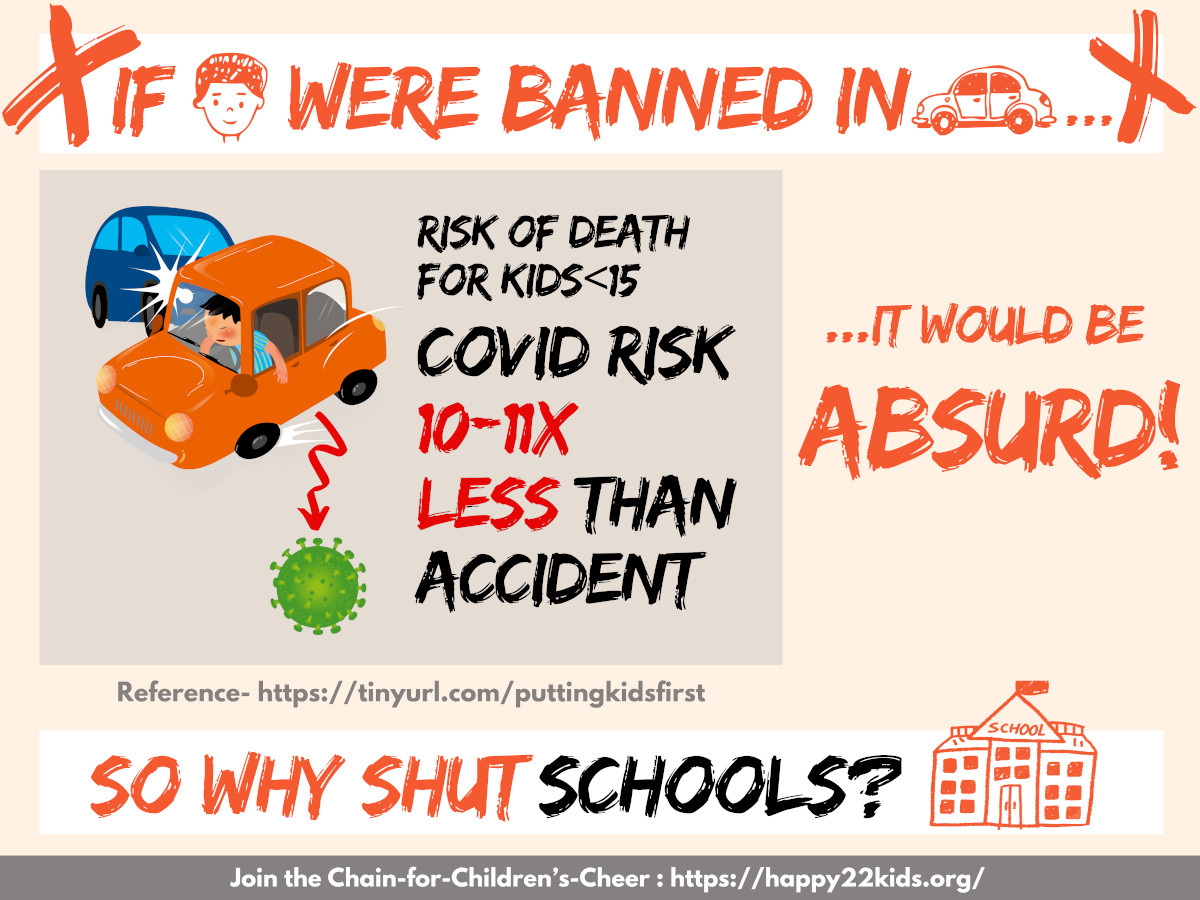 IF WERE BANNED IN ...
RISK OF DEATH
FOR KIDS<15
COVID RISK
10-11X
LESS THAN
ACCIDENT
...IT WOULD BE
ABSURD!
Reference- https://tinyurl.com/puttingkidsfirst
SO WHY SHUT SCHOOLS?
SCHOOL
Join the Chain-for-Children's-Cheer : https://happy22kids.org/